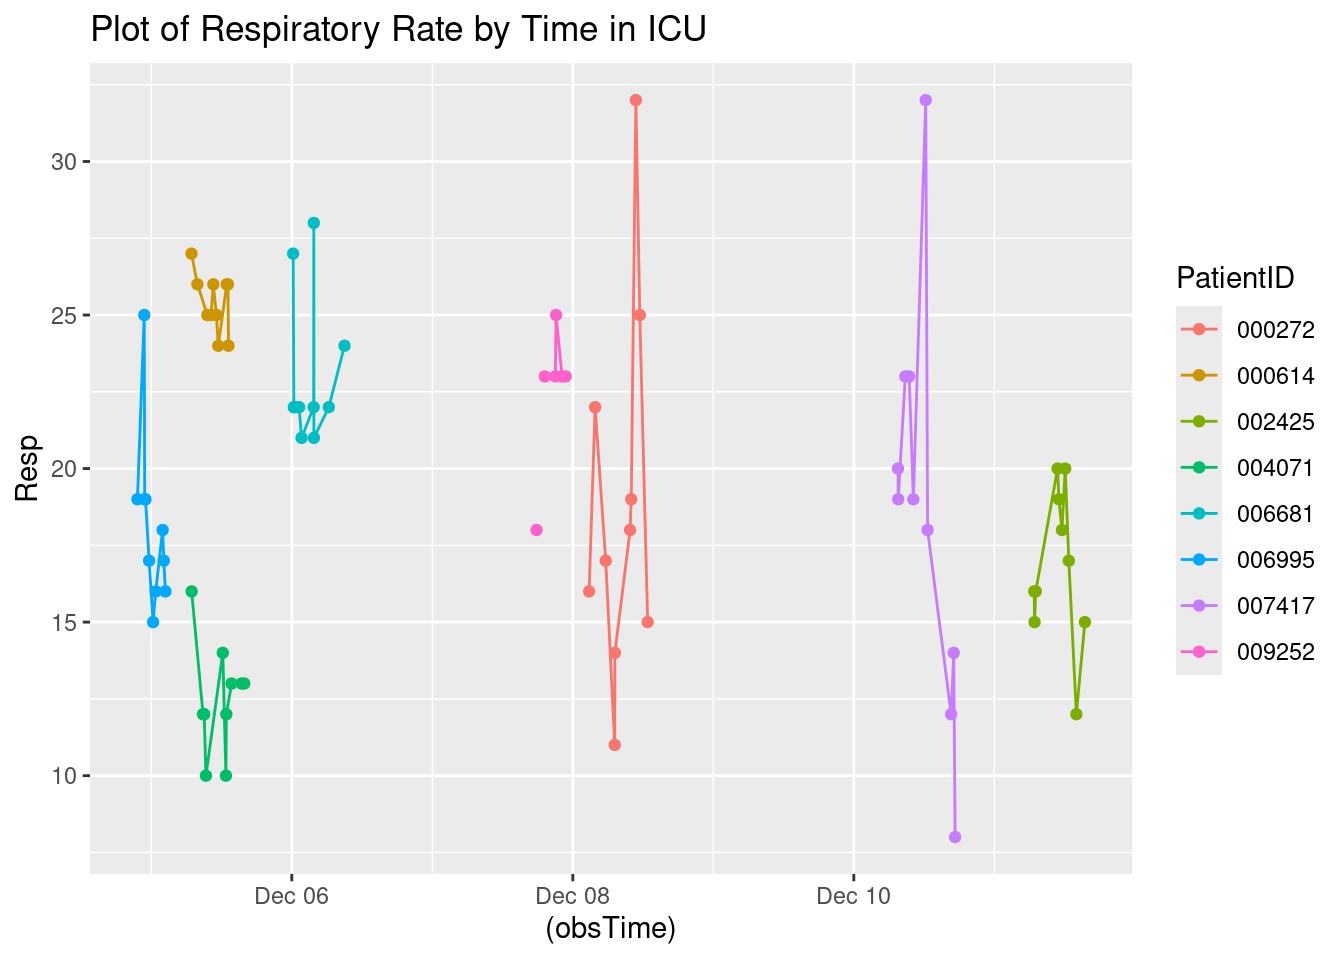 Plot of Respiratory Rate by Time in ICU
Resp
30
25
20
15
10
Dec 06
Dec 08
Dec 10
(obsTime)
PatientID
000272
000614
002425
004071
006681
006995
007417
009252